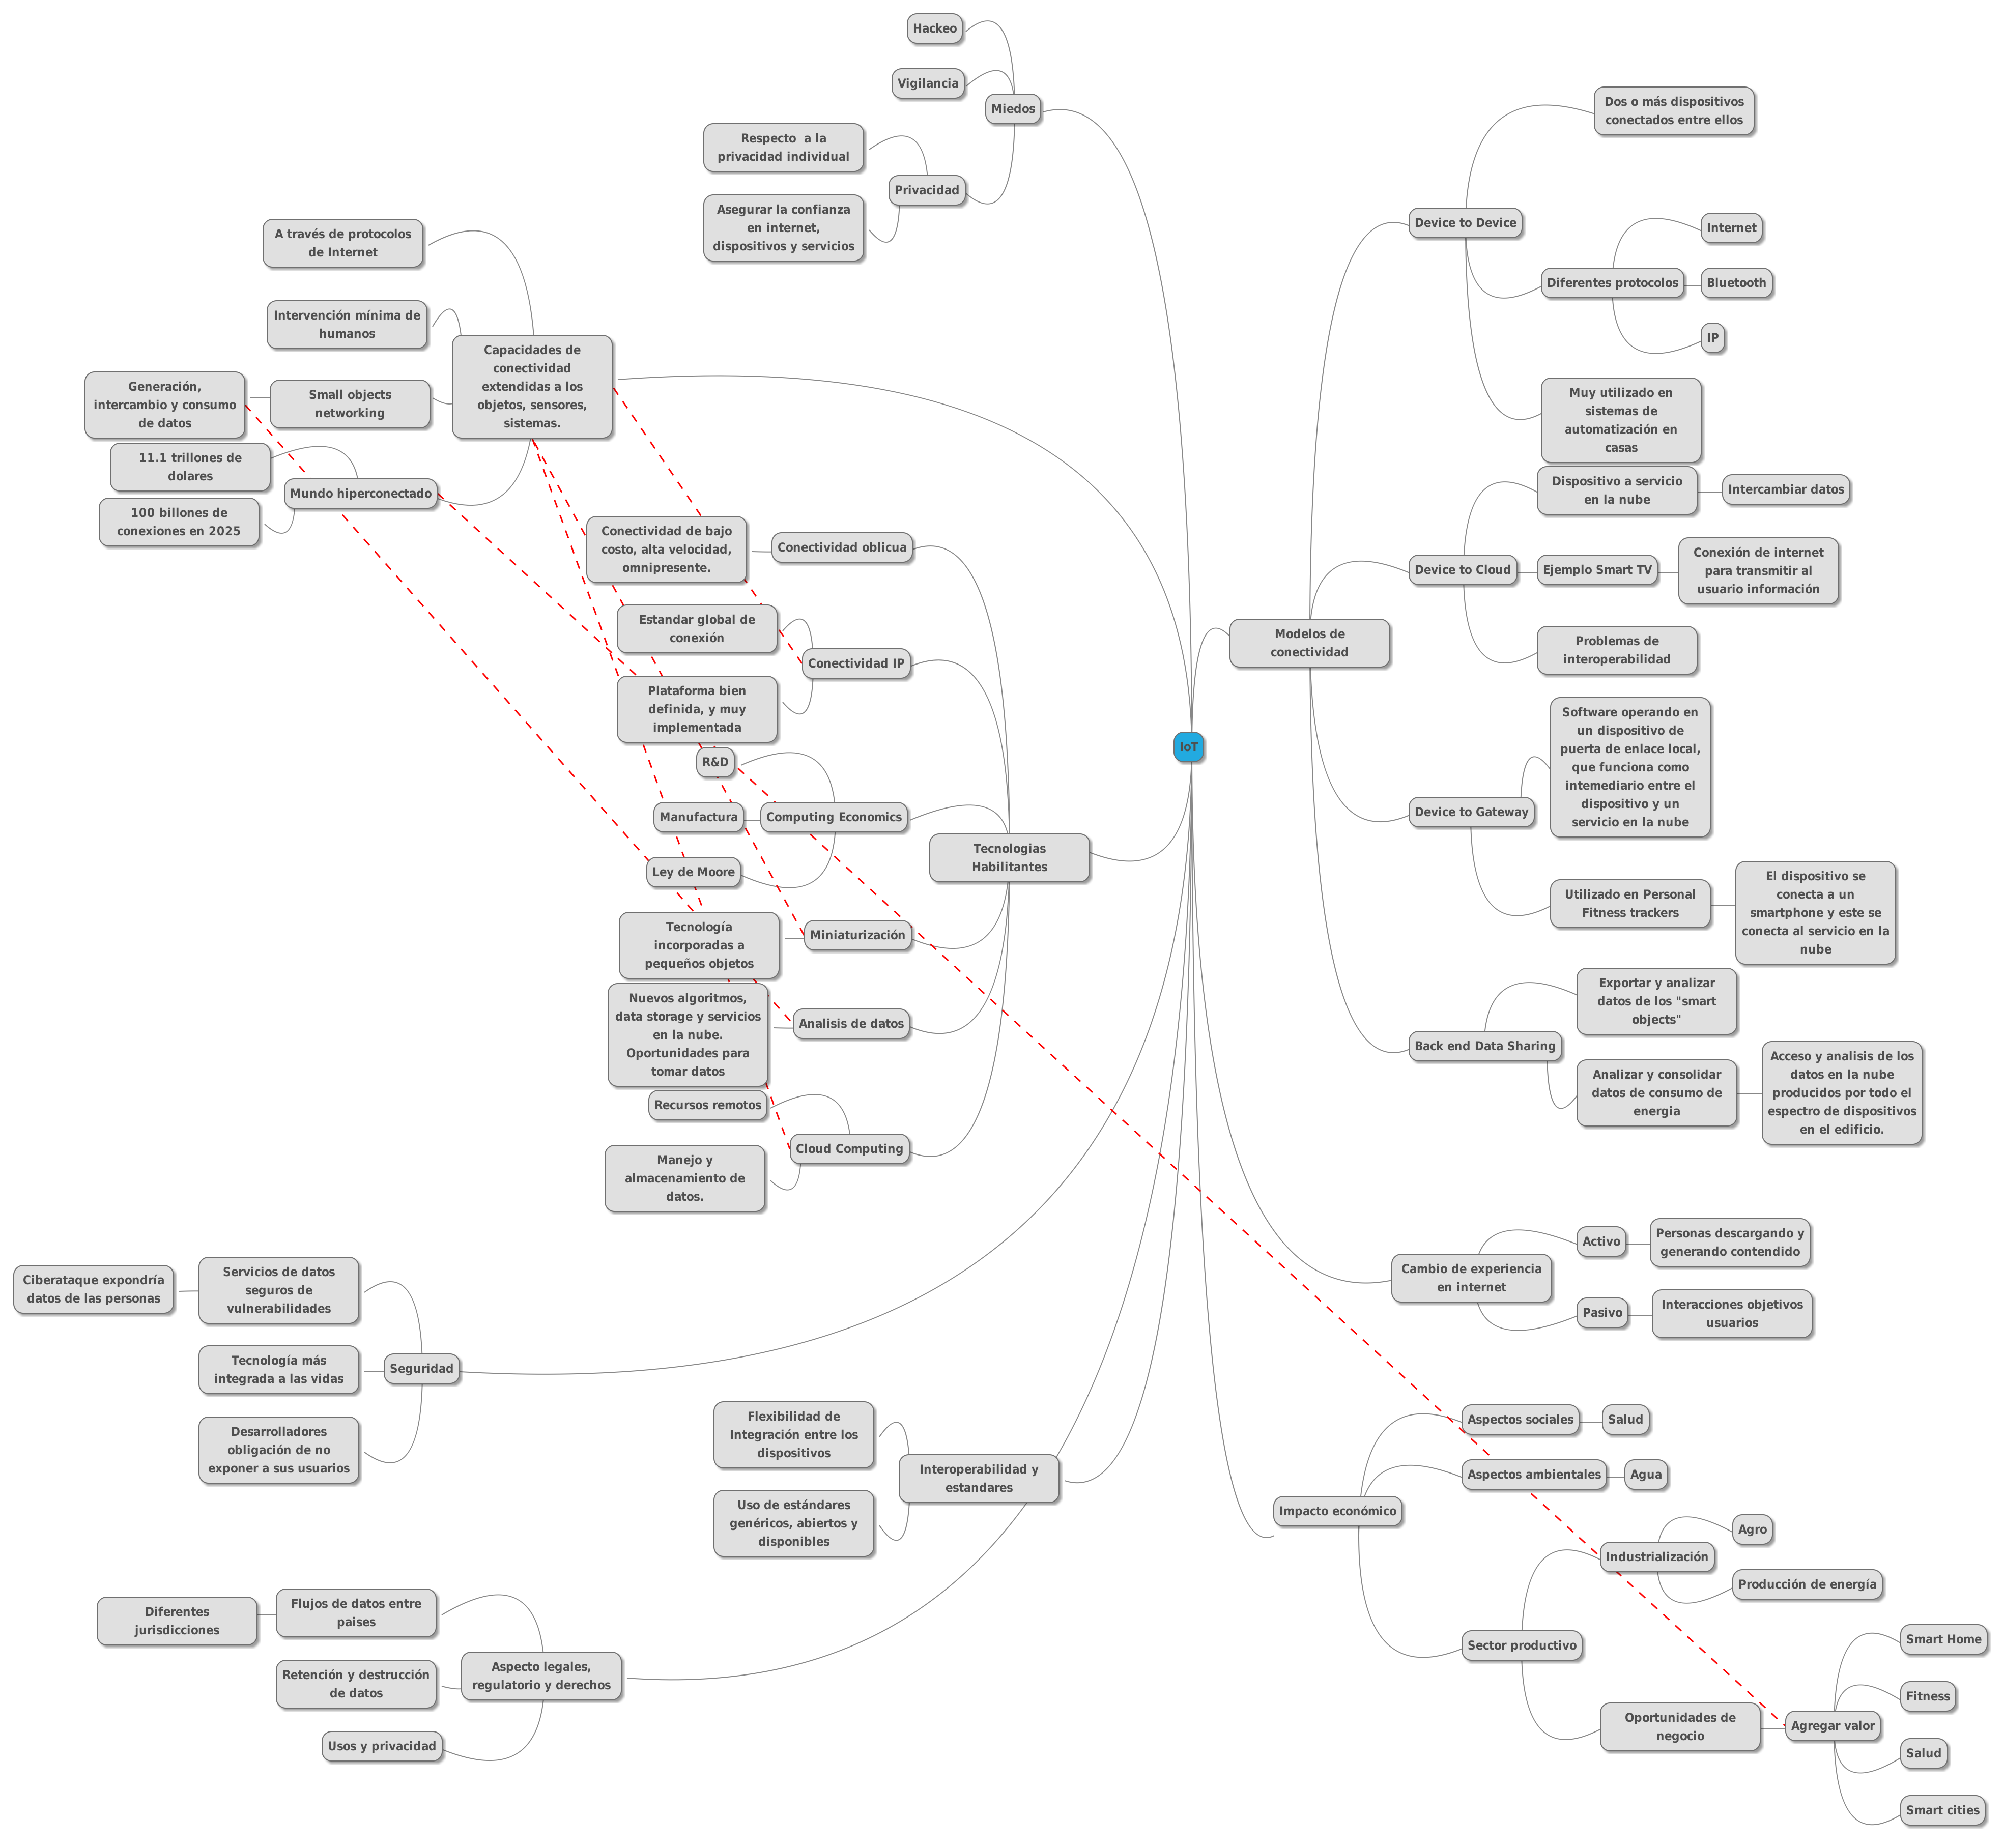 Hackeo
Vigilancia
Miedos
Respecto  a la
privacidad individual
Privacidad
Asegurar la confianza
en internet,
dispositivos y servicios
A través de protocolos
de Internet
Intervención mínima de
humanos
Capacidades de
conectividad
extendidas a los
objetos, sensores,
sistemas.
Generación,
intercambio y consumo
de datos
Small objects
networking
11.1 trillones de
dolares
Mundo hiperconectado
100 billones de
conexiones en 2025
Conectividad de bajo
costo, alta velocidad,
omnipresente.
Conectividad oblicua
Estandar global de
conexión
Conectividad IP
Plataforma bien
definida, y muy
implementada
R&D
Manufactura
Computing Economics
Ley de Moore
Tecnologias
Habilitantes
Tecnología
incorporadas a
pequeños objetos
Miniaturización
Nuevos algoritmos,
data storage y servicios
en la nube.
Oportunidades para
tomar datos
Analisis de datos
Recursos remotos
Cloud Computing
Manejo y
almacenamiento de
datos.
Ciberataque expondría
datos de las personas
Servicios de datos
seguros de
vulnerabilidades
Tecnología más
integrada a las vidas
Seguridad
Desarrolladores
obligación de no
exponer a sus usuarios
Flexibilidad de
Integración entre los
dispositivos
Interoperabilidad y
estandares
Uso de estándares
genéricos, abiertos y
disponibles
Diferentes
jurisdicciones
Flujos de datos entre
paises
Retención y destrucción
de datos
Aspecto legales,
regulatorio y derechos
Usos y privacidad
IoT
Dos o más dispositivos
conectados entre ellos
Device to Device
Internet
Diferentes protocolos
Bluetooth
IP
Muy utilizado en
sistemas de
automatización en
casas
Dispositivo a servicio
en la nube
Intercambiar datos
Device to Cloud
Ejemplo Smart TV
Conexión de internet
para transmitir al
usuario información
Modelos de
conectividad
Problemas de
interoperabilidad
Software operando en
un dispositivo de
puerta de enlace local,
que funciona como
intemediario entre el
dispositivo y un
servicio en la nube
Device to Gateway
Utilizado en Personal
Fitness trackers
El dispositivo se
conecta a un
smartphone y este se
conecta al servicio en la
nube
Exportar y analizar
datos de los "smart
objects"
Back end Data Sharing
Analizar y consolidar
datos de consumo de
energia
Acceso y analisis de los
datos en la nube
producidos por todo el
espectro de dispositivos
en el edificio.
Activo
Personas descargando y
generando contendido
Cambio de experiencia
en internet
Pasivo
Interacciones objetivos
usuarios
Aspectos sociales
Salud
Aspectos ambientales
Agua
Impacto económico
Agro
Industrialización
Producción de energía
Sector productivo
Oportunidades de
negocio
Agregar valor
Smart Home
Fitness
Salud
Smart cities